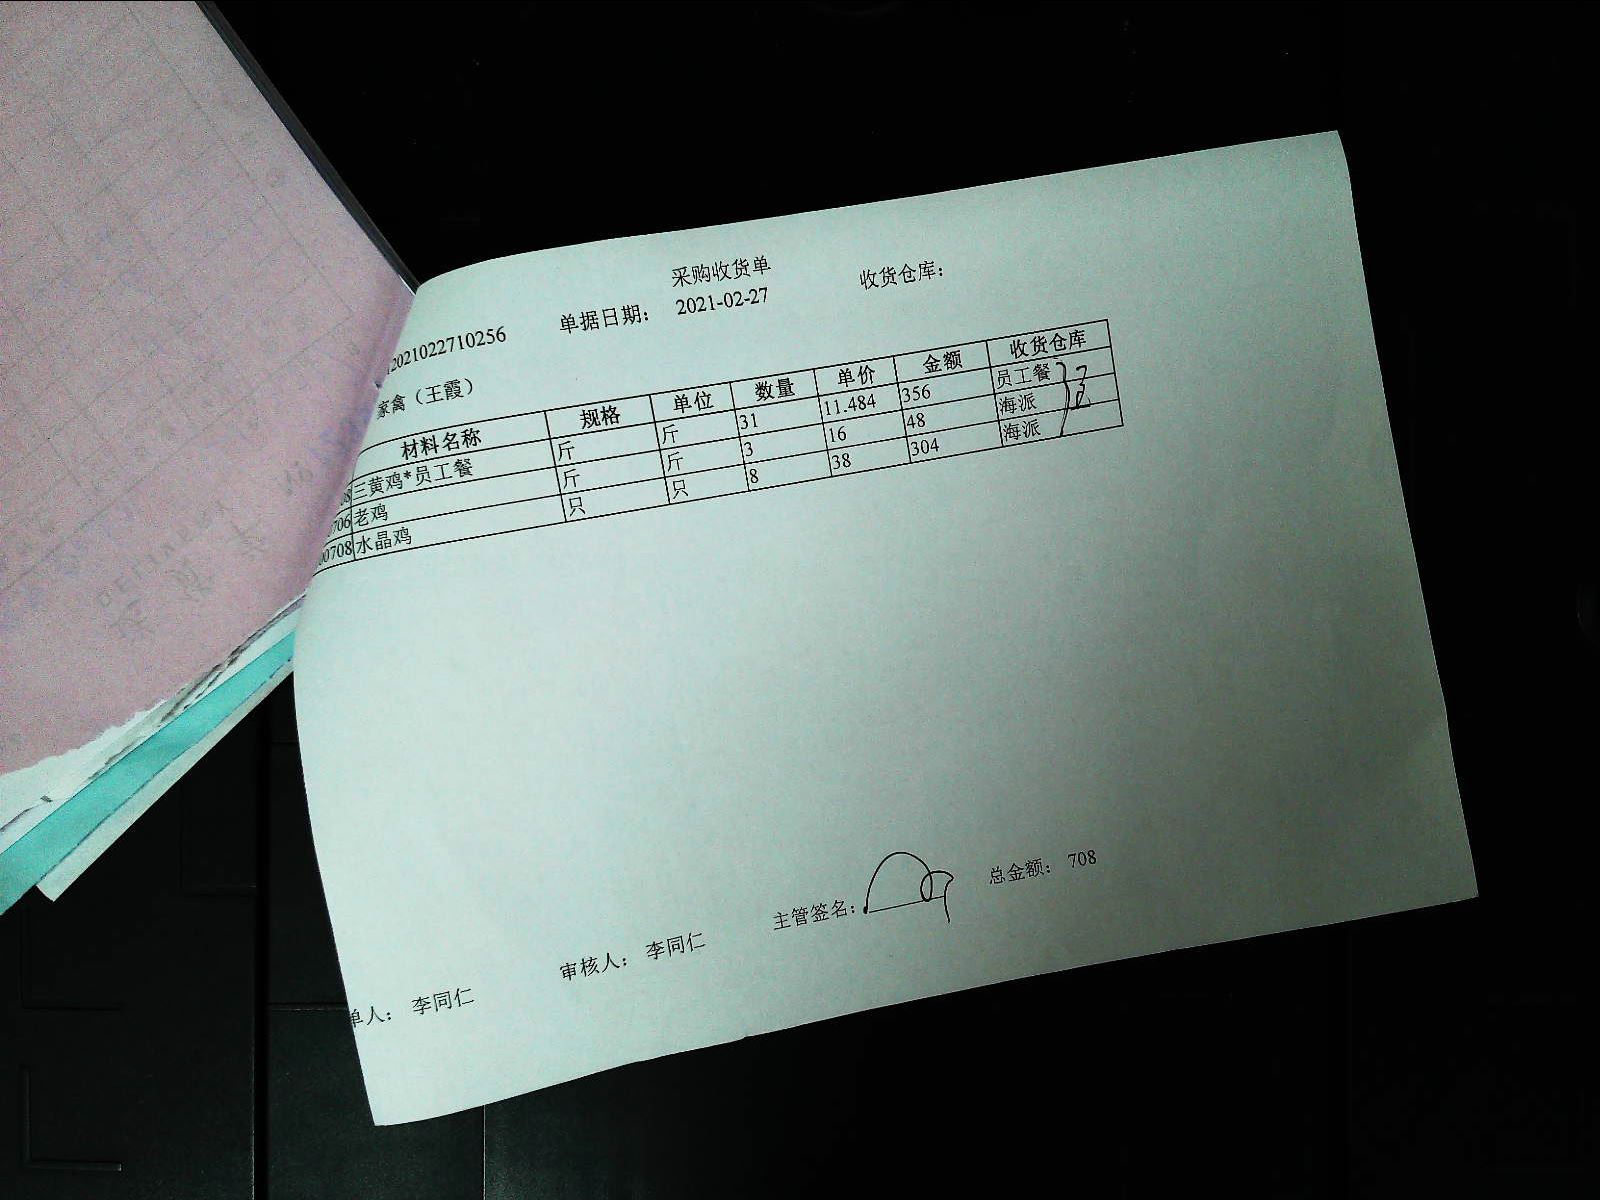 采购收货单
2021022710256 单据日期： 2021-02-27 收货仓库：
家禽（王霞）
材料名称 规格 单位 数量 单价 金额 收货仓库
08 三黄鸡*员工餐 斤 斤 31 11.484 356 员工餐
0706 老鸡 斤 斤 3 16 48 海派
00708 水晶鸡 只 只 8 38 304 海派
单人： 李同仁 审核人： 李同仁 主管签名： 总金额： 708